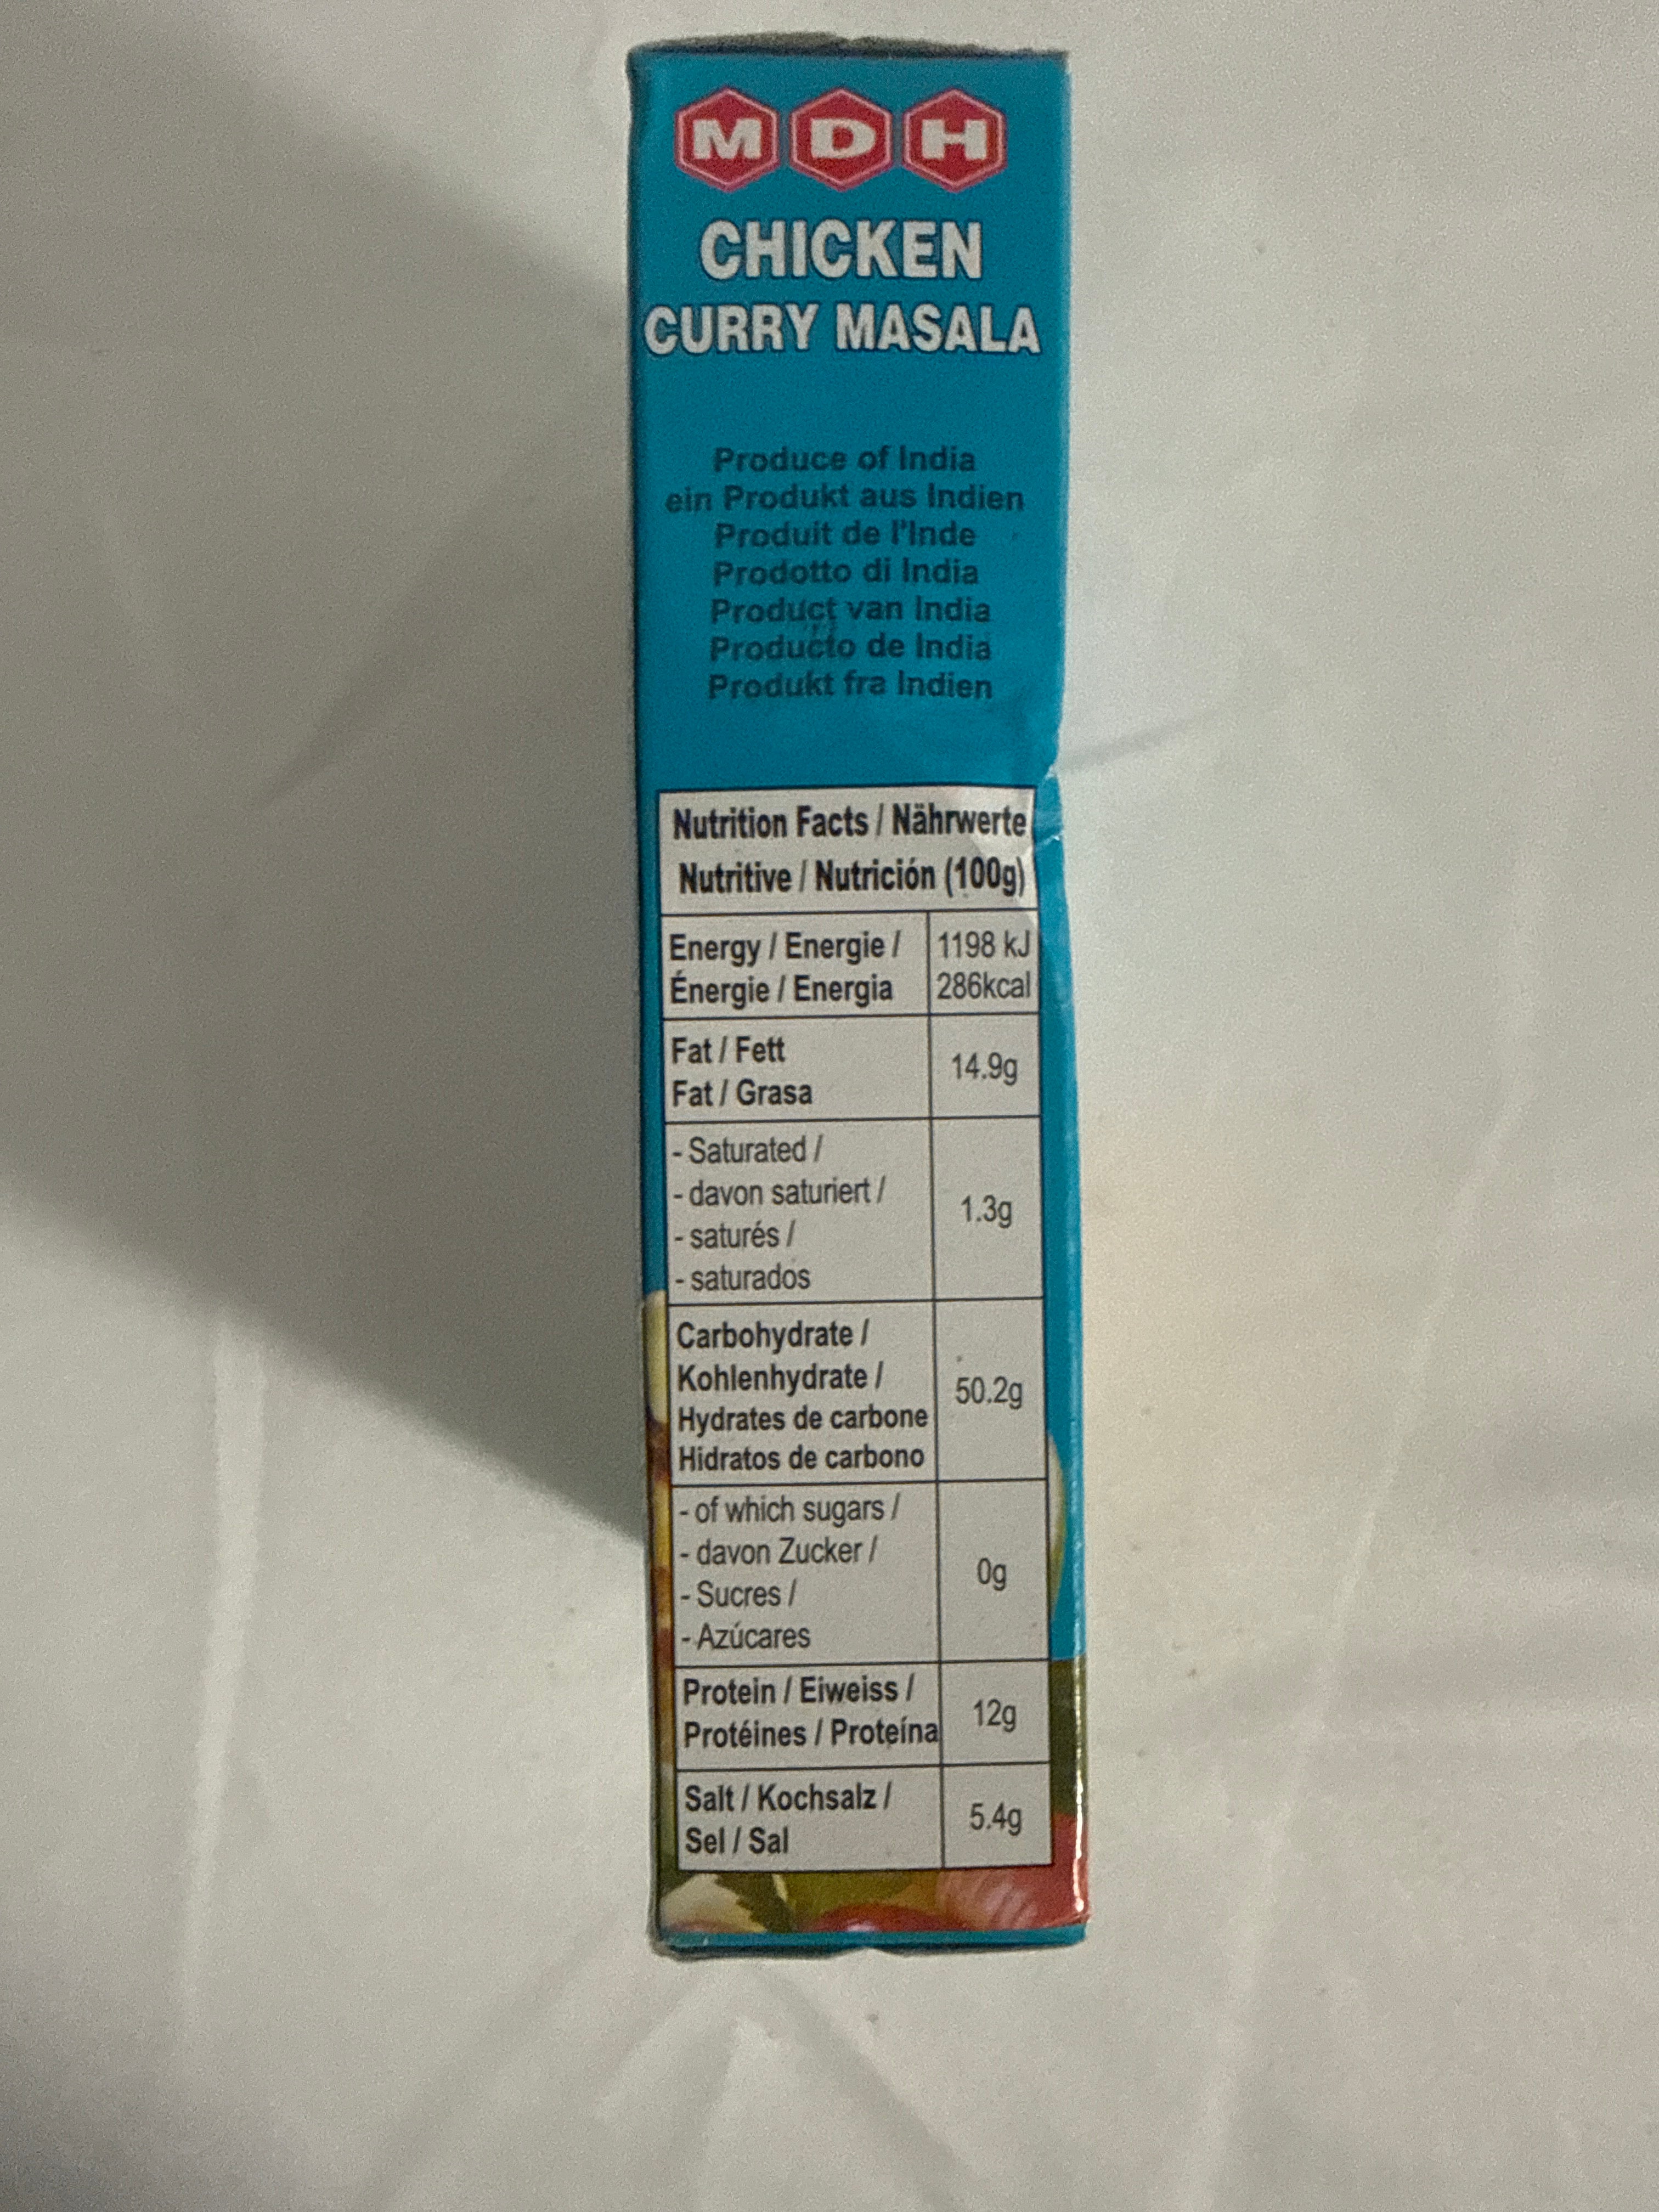 MDH
CHICKEN
CURRY MASALA
Produce of India
ein Produkt aus Indien
Produit de l'Inde
Prodotto di India
Product van India
Producto de India
Produkt fra Indien
Nutrition Facts / Nährwerte
Nutritive / Nutrición (100g)
Energy / Energie / 1198 kJ
Énergie / Energia 286kcal
Fat / Fett
Fat / Grasa
14.9g
- Saturated /
- davon saturiert /
- saturés /
- saturados
1.3g
Carbohydrate /
Kohlenhydrate /
Hydrates de carbone
Hidratos de carbono
50.2g
- of which sugars /
- davon Zucker /
- Sucres /
- Azúcares
0g
Protein / Eiweiss /
Protéines / Proteína
12g
Salt / Kochsalz /
Sel / Sal
5.4g